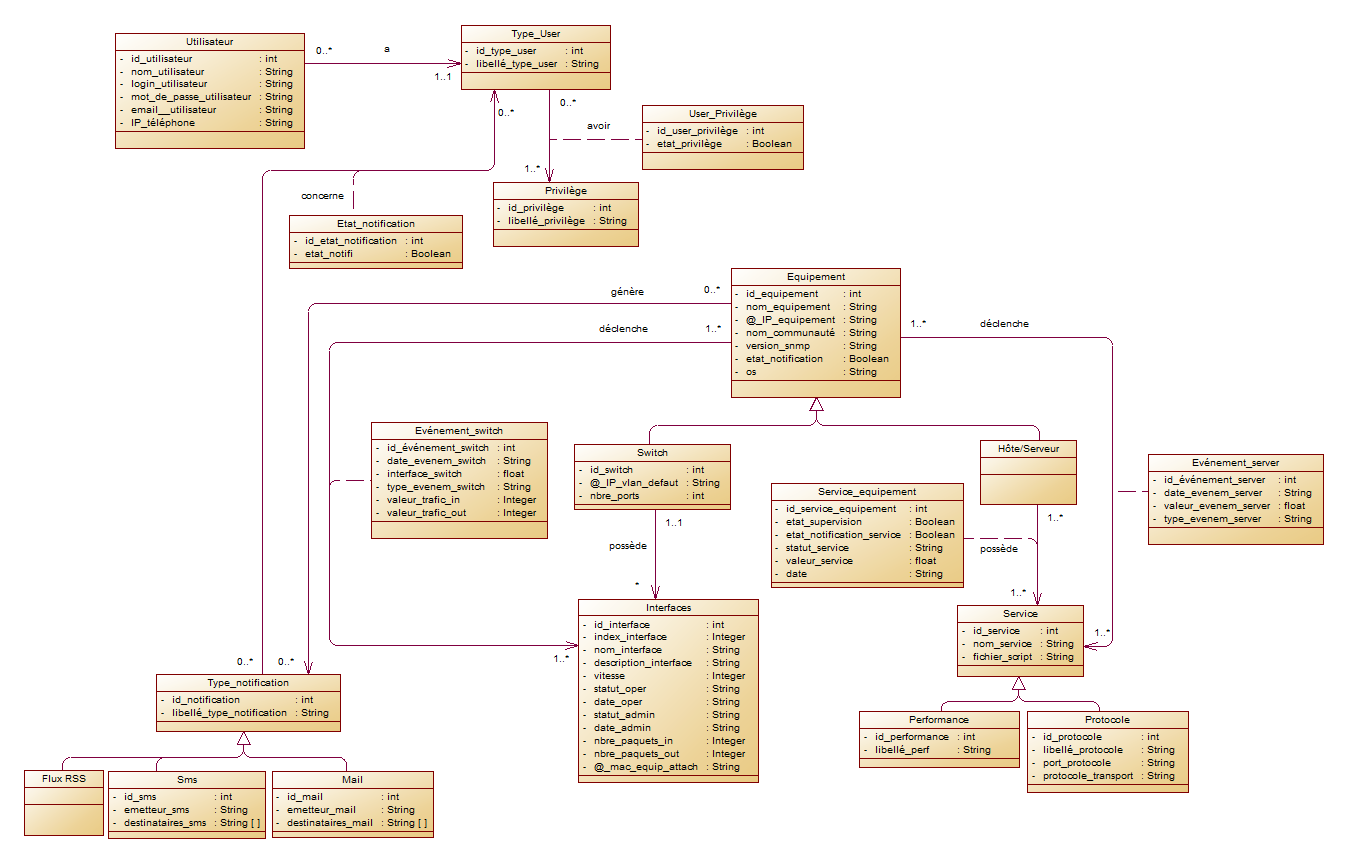 Utilisateur
- id_utilisateur : int
- nom_utilisateur : String
- login_utilisateur : String
- mot_de_passe_utilisateur : String
- email__utilisateur : String
- IP_téléphone : String
0..*
a
1..1
Type_User
- id_type_user : int
- libellé_type_user : String
0..*
0..*
avoir
1..*
User_Privilège
- id_user_privilège : int
- etat_privilège : Boolean
Privilège
- id_privilège : int
- libellé_privilège : String
concerne
Etat_notification
- id_etat_notification : int
- etat_notifi : Boolean
Equipement
- id_equipement : int
- nom_equipement : String
- @_IP_equipement : String
- nom_communauté : String
- version_snmp : String
- etat_notification : Boolean
- os : String
génère
0..*
déclenche
1..*
1..*
déclenche
Evénement_switch
- id_événement_switch : int
- date_evenem_switch : String
- interface_switch : float
- type_evenem_switch : String
- valeur_trafic_in : Integer
- valeur_trafic_out : Integer
Switch
- id_switch : int
- @_IP_vlan_defaut : String
- nbre_ports : int
Hôte/Serveur
Evénement_server
- id_événement_server : int
- date_evenem_server : String
- valeur_evenem_server : float
- type_evenem_server : String
Service_equipement
- id_service_equipement : int
- etat_supervision : Boolean
- etat_notification_service : Boolean
- statut_service : String
- valeur_service : float
- date : String
1..1
possède
*
1..*
possède
1..*
Interfaces
- id_interface : int
- index_interface : Integer
- nom_interface : String
- description_interface : String
- vitesse : Integer
- statut_oper : String
- date_oper : String
- statut_admin : String
- date_admin : String
- nbre_paquets_in : Integer
- nbre_paquets_out : Integer
- @_mac_equip_attach : String
1..*
Service
- id_service : int
- nom_service : String
- fichier_script : String
1..*
0..*
0..*
Type_notification
- id_notification : int
- libellé_type_notification : String
Performance
- id_performance : int
- libellé_perf : String
Protocole
- id_protocole : int
- libellé_protocole : String
- port_protocole : String
- protocole_transport : String
Flux RSS
Sms
- id_sms : int
- emetteur_sms : String
- destinataires_sms : String [ ]
Mail
- id_mail : int
- emetteur_mail : String
- destinataires_mail : String [ ]